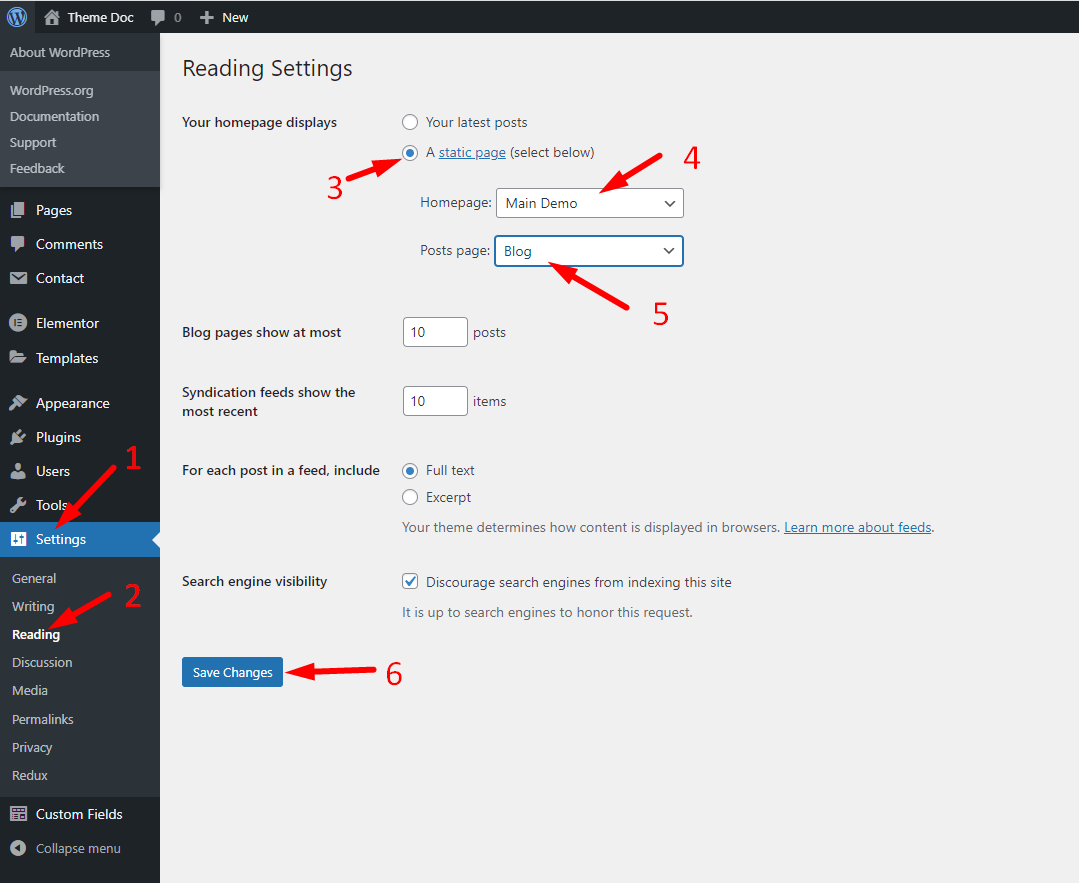 Theme Doc 0 New
About WordPress
WordPress.org
Documentation
Support
Feedback
Pages
Comments
Contact
Elementor
Templates
Appearance
Plugins
Users
Tools
Settings
General
Writing
Reading
Discussion
Media
Permalinks
Privacy
Redux
Custom Fields
Collapse menu
1
2
Reading Settings
Your homepage displays
Your latest posts
A static page (select below)
3
4
Homepage: Main Demo
Posts page: Blog
5
Blog pages show at most 10 posts
Syndication feeds show the
most recent
10 items
For each post in a feed, include
Full text
Excerpt
Your theme determines how content is displayed in browsers. Learn more about feeds.
Search engine visibility
Discourage search engines from indexing this site
It is up to search engines to honor this request.
Save Changes
6